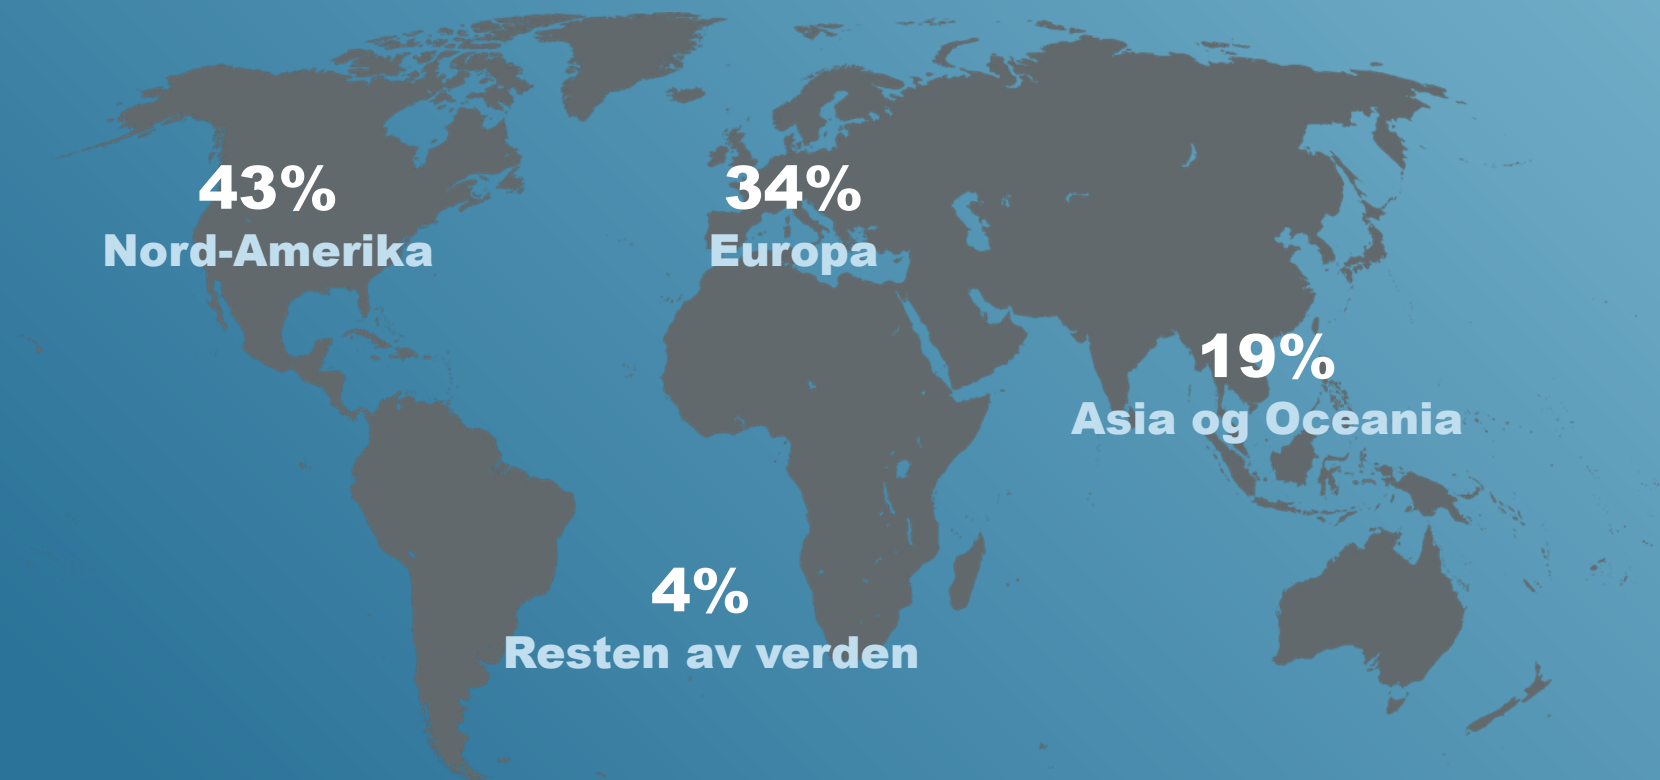 43%
Nord-Amerika
34%
Europa
19%
Asia og Oceania
4%
Resten av verden